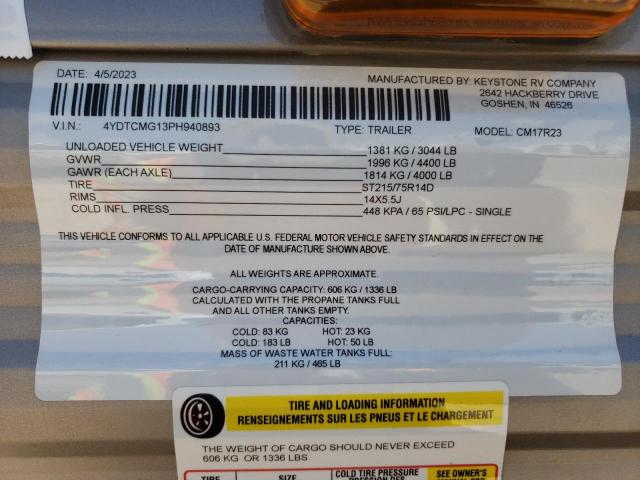 DATE: 4/5/2023
MANUFACTURED BY: KEYSTONE RV COMPANY
2642 HACKBERRY DRIVE
GOSHEN, IN 46526
V.I.N.: 4YDTCMG13PH940893 TYPE: TRAILER MODEL: CM17R23
UNLOADED VEHICLE WEIGHT 1381 KG / 3044 LB
GVWR 1996 KG / 4400 LB
GAWR (EACH AXLE) 1814 KG / 4000 LB
TIRE ST215/75R14D
RIMS 14X5.5J
COLD INFL. PRESS 448 KPA / 65 PSI/LPC - SINGLE
THIS VEHICLE CONFORMS TO ALL APPLICABLE U.S. FEDERAL MOTOR VEHICLE SAFETY STANDARDS IN EFFECT ON THE
DATE OF MANUFACTURE SHOWN ABOVE.
ALL WEIGHTS ARE APPROXIMATE.
CARGO-CARRYING CAPACITY: 606 KG / 1336 LB
CALCULATED WITH THE PROPANE TANKS FULL
AND ALL OTHER TANKS EMPTY.
CAPACITIES:
COLD: 83 KG HOT: 23 KG
COLD: 183 LB HOT: 50 LB
MASS OF WASTE WATER TANKS FULL:
211 KG / 465 LB
TIRE AND LOADING INFORMATION
RENSEIGNEMENTS SUR LES PNEUS ET LE CHARGEMENT
THE WEIGHT OF CARGO SHOULD NEVER EXCEED
606 KG OR 1336 LBS.
TIRE SIZE COLD TIRE PRESSURE SEE OWNER'S